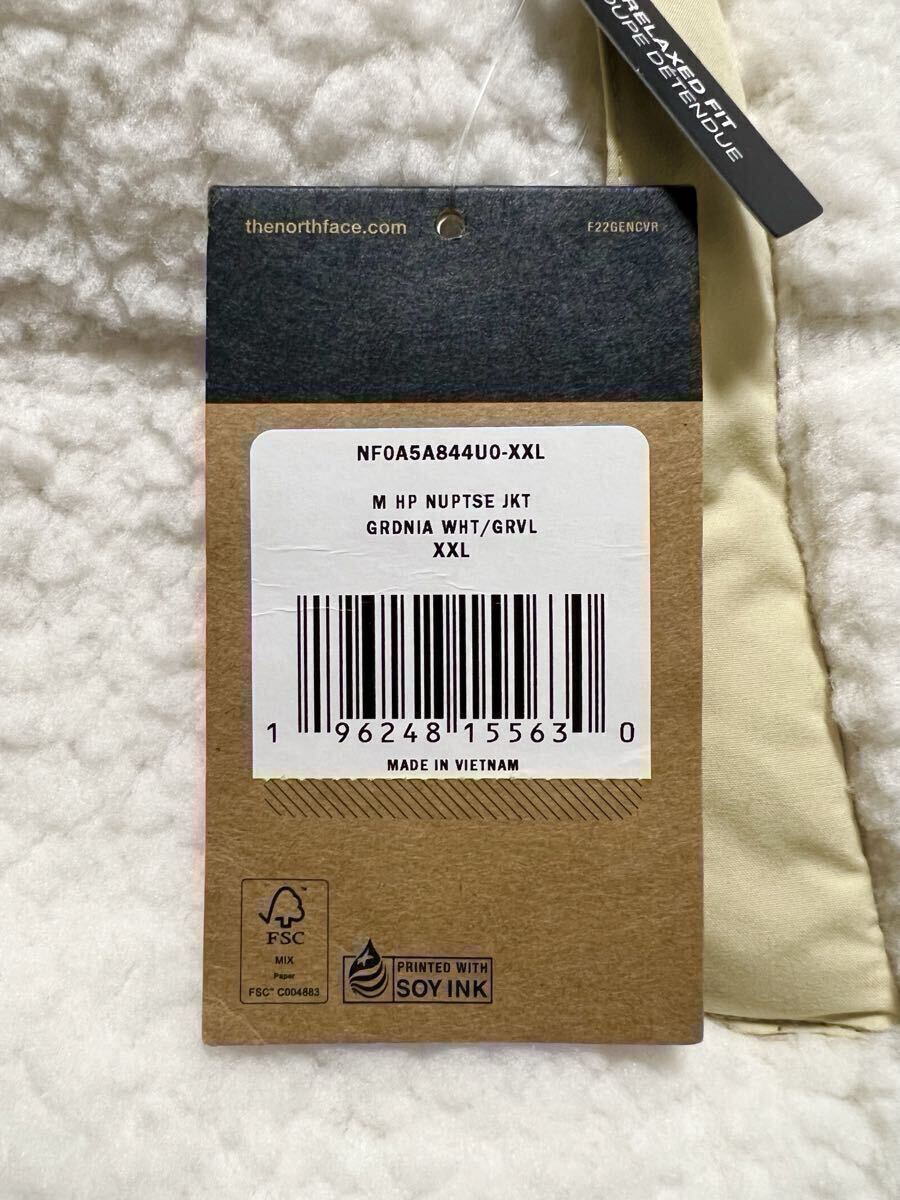 RELAXED FIT
COUPE DÉTENDUE
thenorthface.com
F22GENCVR
NF0A5A844U0-XXL
M HP NUPTSE JKT
GRDNIA WHT/GRVL
XXL
1 96248 15563 0
MADE IN VIETNAM
FSC
MIX
Paper
FSC™ C004883
PRINTED WITH
SOY INK